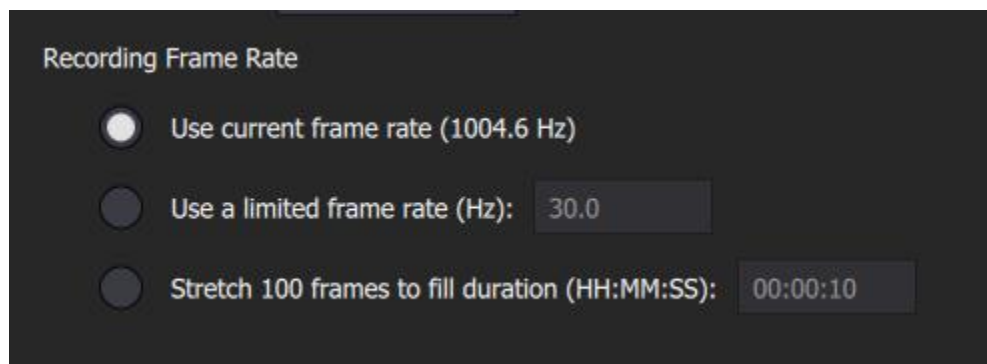 Recording Frame Rate
Use current frame rate (1004.6 Hz)
Use a limited frame rate (Hz): 30.0
Stretch 100 frames to fill duration (HH:MM:SS): 00:00:10